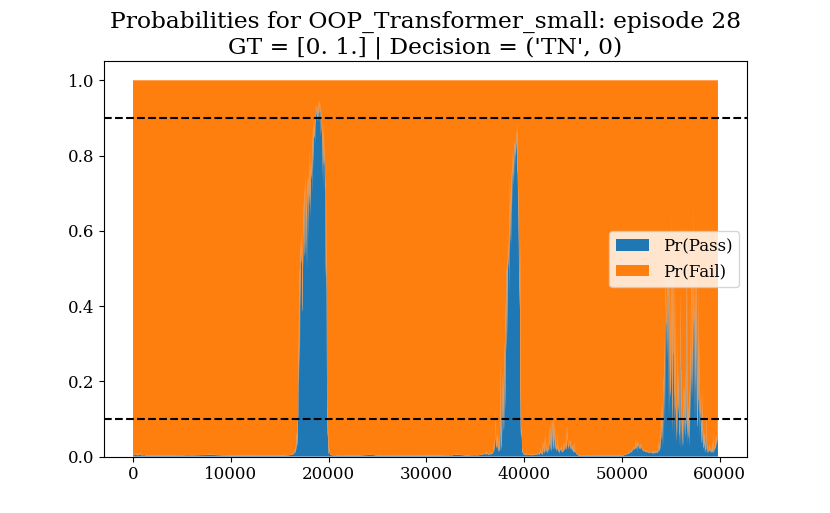 Probabilities for OOP_Transformer_small: episode 28
GT = [0. 1.] | Decision = ('TN', 0)
1.0
0.8
0.6
0.4
0.2
0.0
Pr(Pass)
Pr(Fail)
0 10000 20000 30000 40000 50000 60000